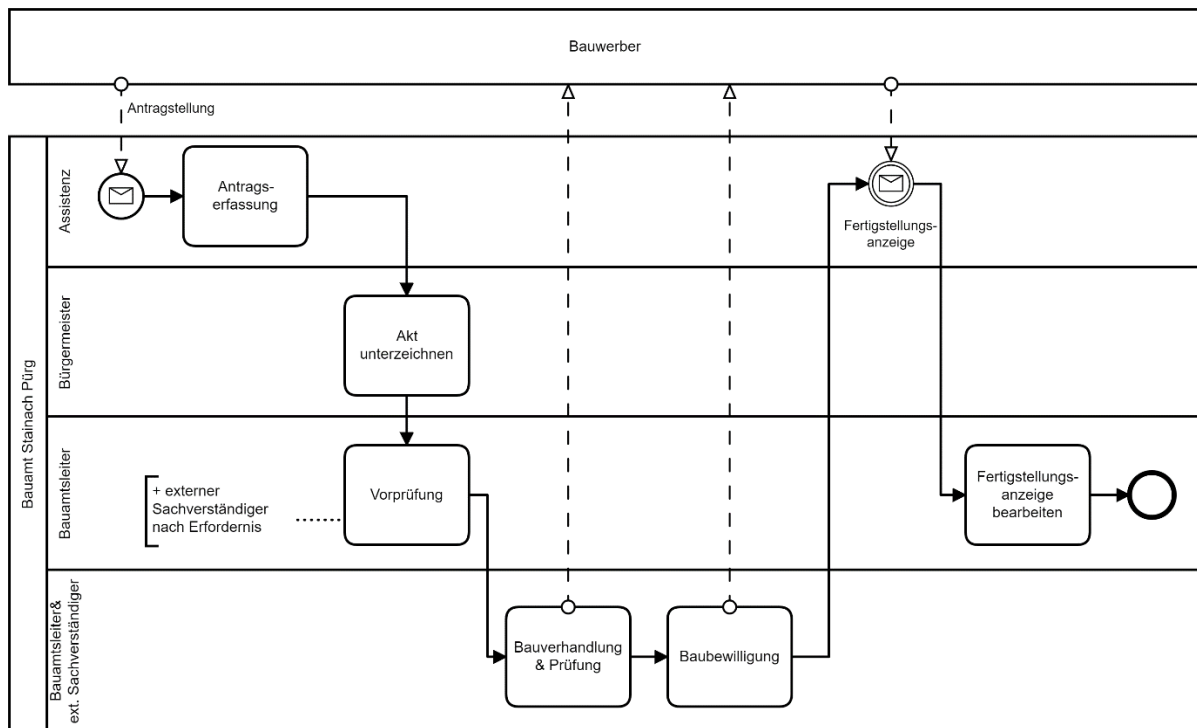 Bauwerber
Antragstellung
Bauamt Stainach Pürg
Assistenz
Antrags-
erfassung
Fertigstellungs-
anzeige
Bürgermeister
Akt
unterzeichnen
Bauamtsleiter
+ externer
Sachverständiger
nach Erfordernis
Vorprüfung
Fertigstellungs-
anzeige
bearbeiten
Bauamtsleiter&
ext. Sachverständiger
Bauverhandlung
& Prüfung
Baubewilligung